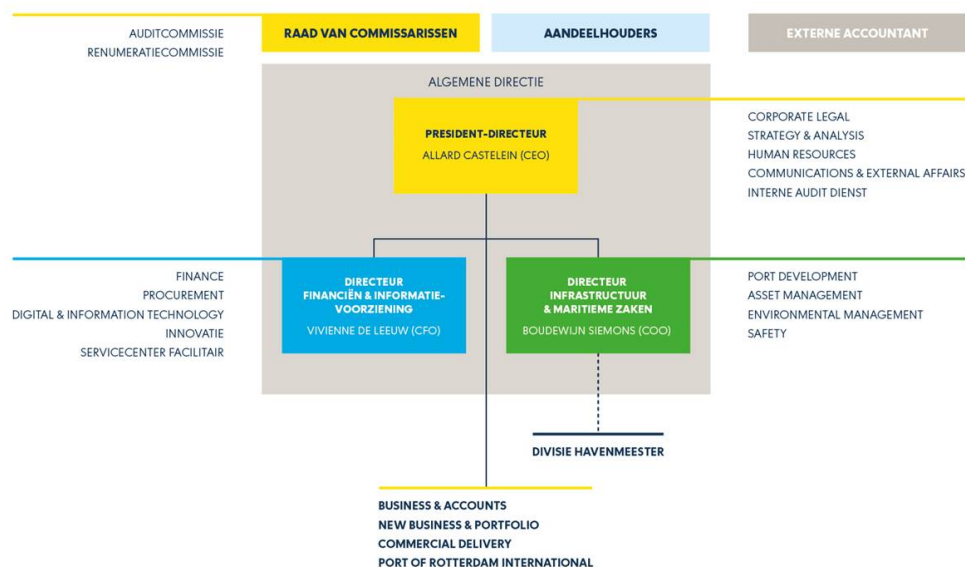 AUDITCOMMISSIE
RENUMERATIECOMMISSIE
RAAD VAN COMMISSARISSEN
AANDEELHOUDERS
EXTERNE ACCOUNTANT
ALGEMENE DIRECTIE
PRESIDENT-DIRECTEUR
ALLARD CASTELEIN (CEO)
CORPORATE LEGAL
STRATEGY & ANALYSIS
HUMAN RESOURCES
COMMUNICATIONS & EXTERNAL AFFAIRS
INTERNE AUDIT DIENST
FINANCE
PROCUREMENT
DIGITAL & INFORMATION TECHNOLOGY
INNOVATIE
SERVICECENTER FACILITAIR
DIRECTEUR
FINANCIËN & INFORMATIE-
VOORZIENING
VIVIENNE DE LEEUW (CFO)
DIRECTEUR
INFRASTRUCTUUR
& MARITIEME ZAKEN
BOUDEWIJN SIEMONS (COO)
PORT DEVELOPMENT
ASSET MANAGEMENT
ENVIRONMENTAL MANAGEMENT
SAFETY
DIVISIE HAVENMEESTER
BUSINESS & ACCOUNTS
NEW BUSINESS & PORTFOLIO
COMMERCIAL DELIVERY
PORT OF ROTTERDAM INTERNATIONAL